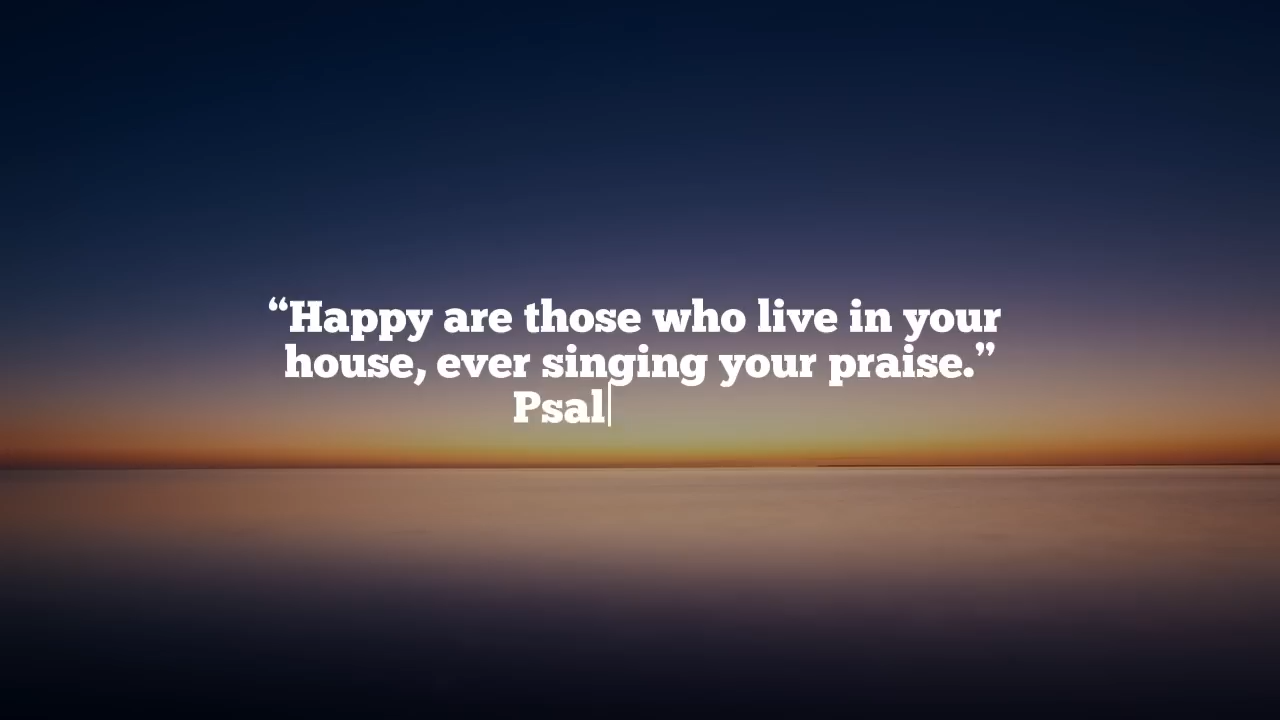 “Happy are those who live in your
house, ever singing your praise.”
Psal